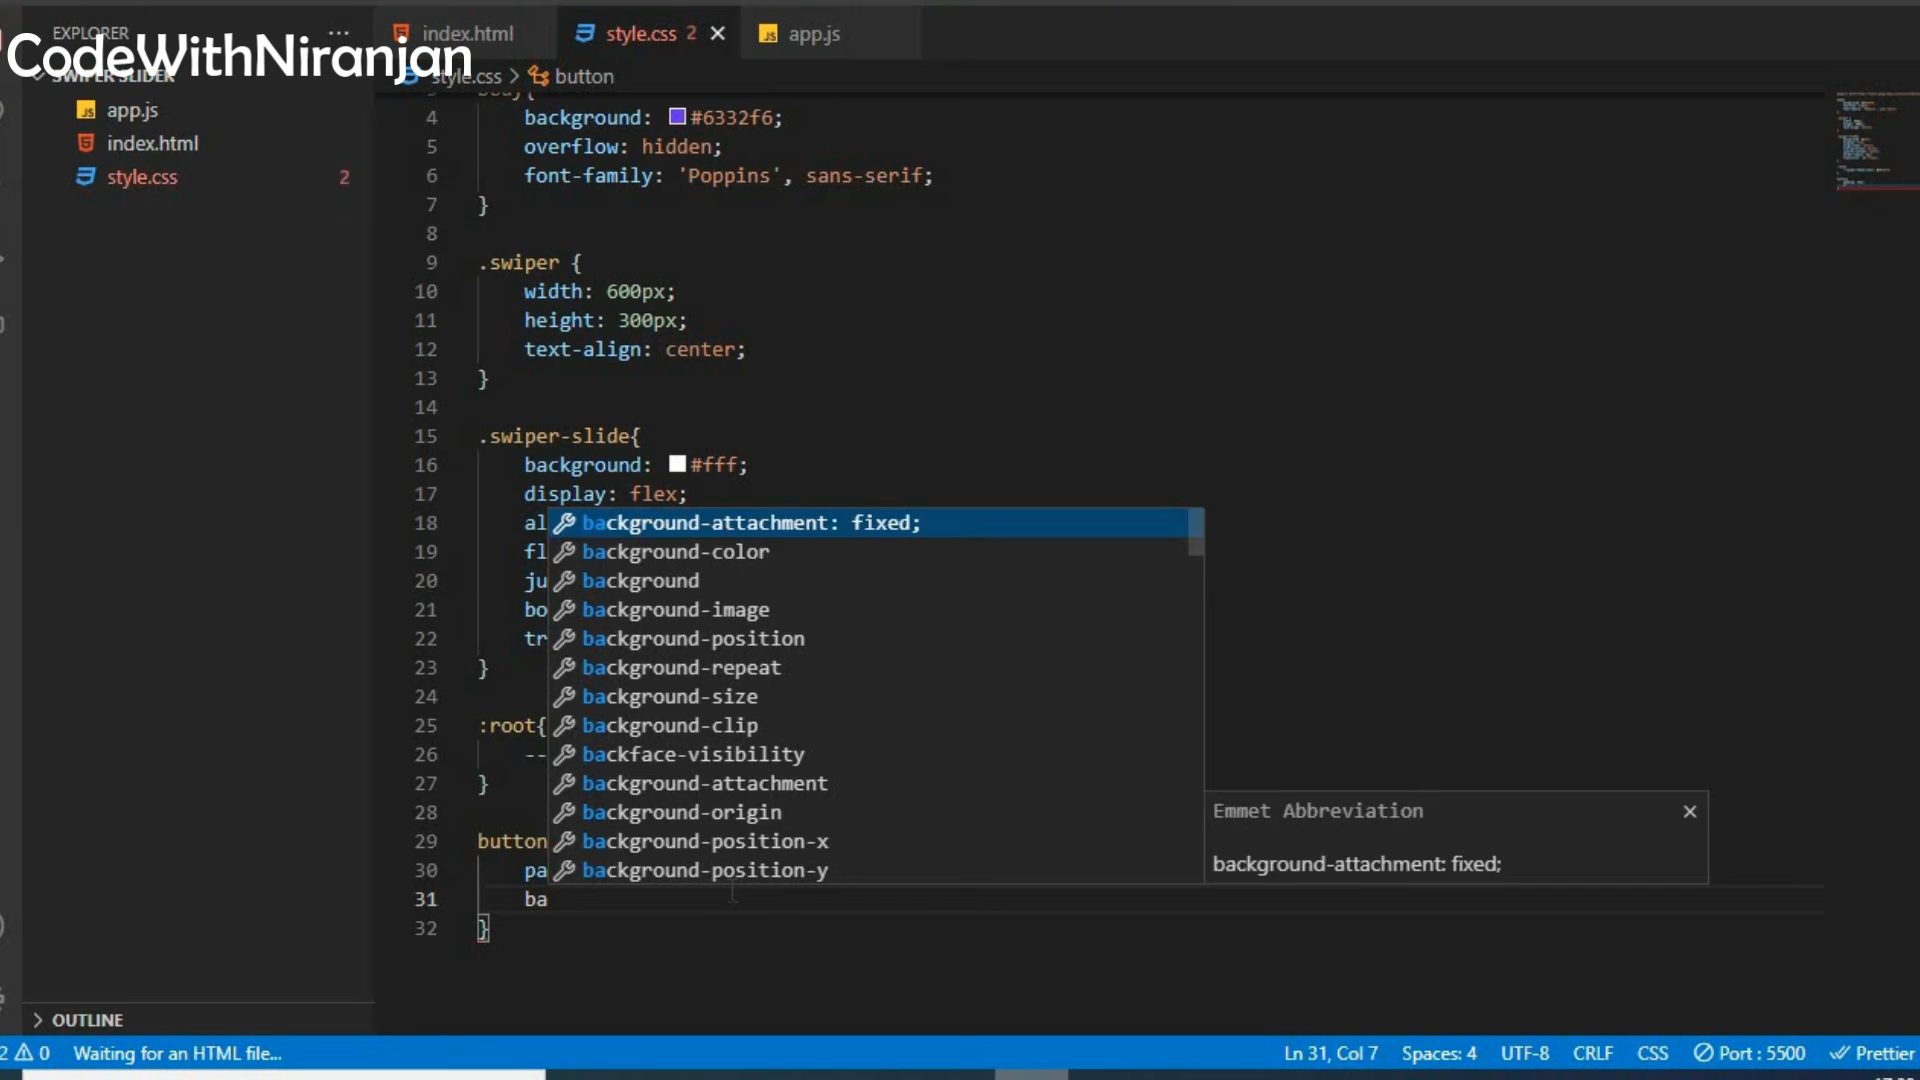 CodeWithNiranjan
EXPLORER
SWIPER SLIDER
app.js
index.html
style.css 2
index.html
style.css 2
app.js
style.css > button
3 body{
4 background: #6332f6;
5 overflow: hidden;
6 font-family: 'Poppins', sans-serif;
7 }
8
9 .swiper {
10 width: 600px;
11 height: 300px;
12 text-align: center;
13 }
14
15 .swiper-slide{
16 background: #fff;
17 display: flex;
18 al
19 fl
20 ju
21 bo
22 tr
23 }
24
25 :root{
26 --
27 }
28
29 button
30 pa
31 ba
32 }
background-attachment: fixed;
background-color
background
background-image
background-position
background-repeat
background-size
background-clip
backface-visibility
background-attachment
background-origin
background-position-x
background-position-y
Emmet Abbreviation
background-attachment: fixed;
OUTLINE
2 0 Waiting for an HTML file... Ln 31, Col 7 Spaces: 4 UTF-8 CRLF CSS Port : 5500 Prettier